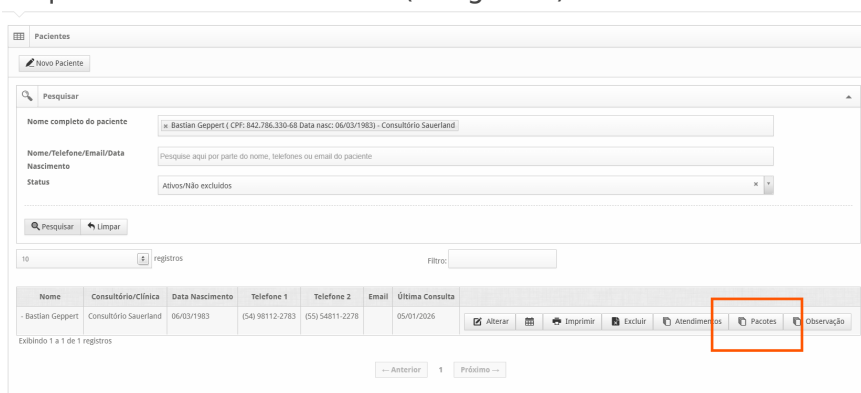 Pacientes
Novo Paciente
Pesquisar
Nome completo do paciente
× Bastian Geppert ( CPF: 842.786.330-68 Data nasc: 06/03/1983) - Consultório Sauerland
Nome/Telefone/Email/Data Nascimento
Pesquise aqui por parte do nome, telefones ou email do paciente
Status
Ativos/Não excluídos ×
Pesquisar Limpar
10 registros Filtro:
Nome Consultório/Clínica Data Nascimento Telefone 1 Telefone 2 Email Última Consulta
- Bastian Geppert Consultório Sauerland 06/03/1983 (54) 98112-2783 (55) 54811-2278 05/01/2026 Alterar Imprimir Excluir Atendimentos Pacotes Observação
Exibindo 1 a 1 de 1 registros
← Anterior 1 Próximo →